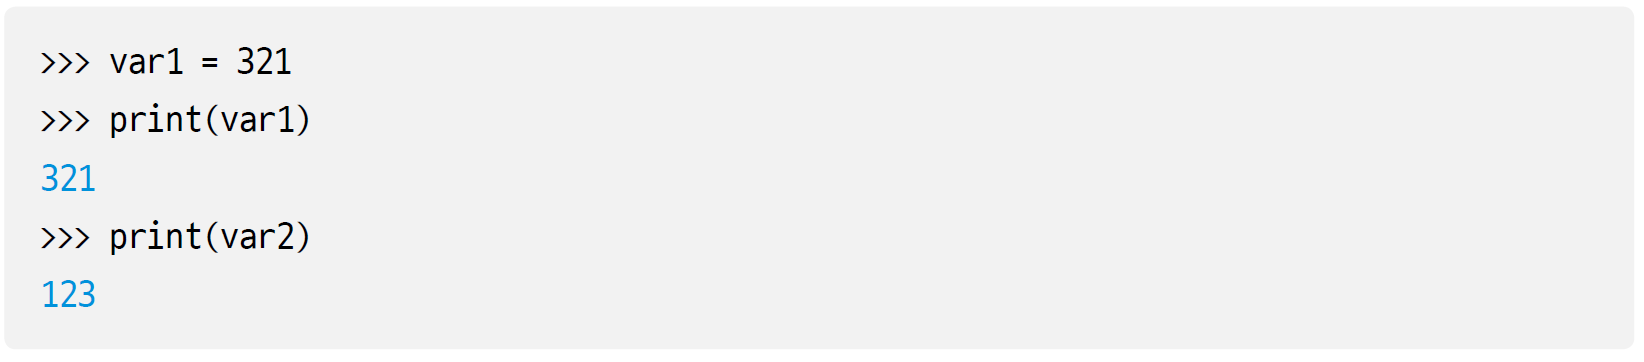 >>> var1 = 321
>>> print(var1)
321
>>> print(var2)
123